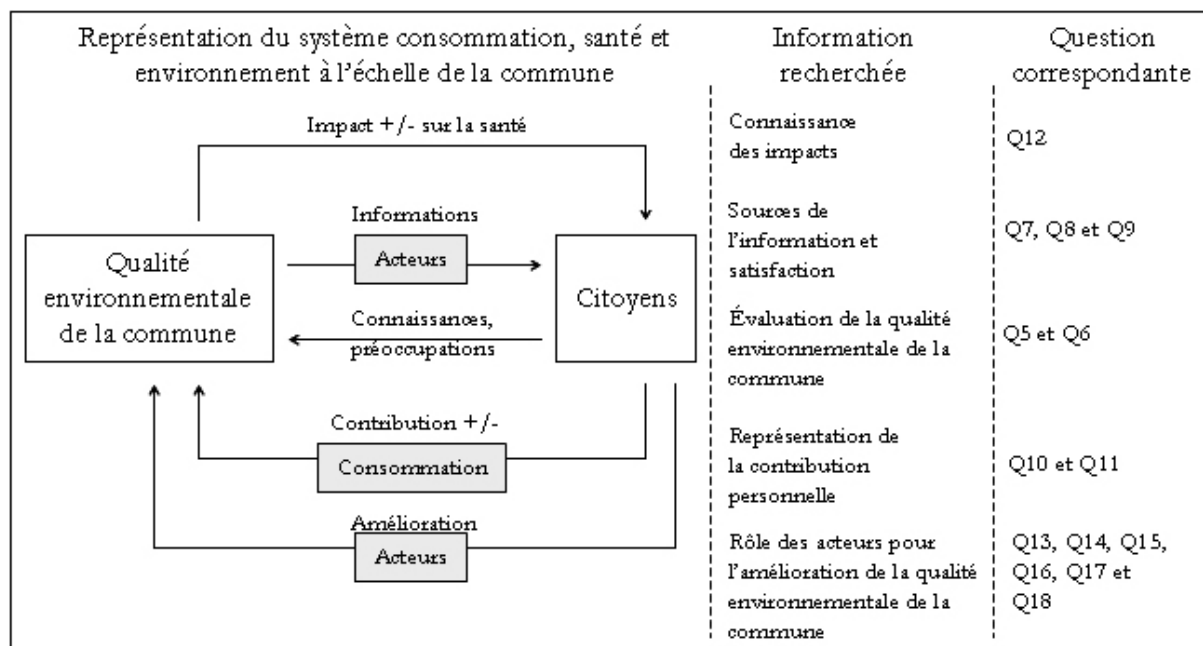 Représentation du système consommation, santé et
environnement à l'échelle de la commune
Information
recherchée
Question
correspondante
Impact +/- sur la santé
Connaissance
des impacts
Q12
Informations
Acteurs
Sources de
l'information et
satisfaction
Q7, Q8 et Q9
Qualité
environnementale
de la commune
Citoyens
Connaissances,
préoccupations
Évaluation de la qualité
environnementale de la
commune
Q5 et Q6
Contribution +/-
Consommation
Représentation de
la contribution
personnelle
Q10 et Q11
Amélioration
Acteurs
Rôle des acteurs pour
l'amélioration de la qualité
environnementale de la
commune
Q13, Q14, Q15,
Q16, Q17 et
Q18